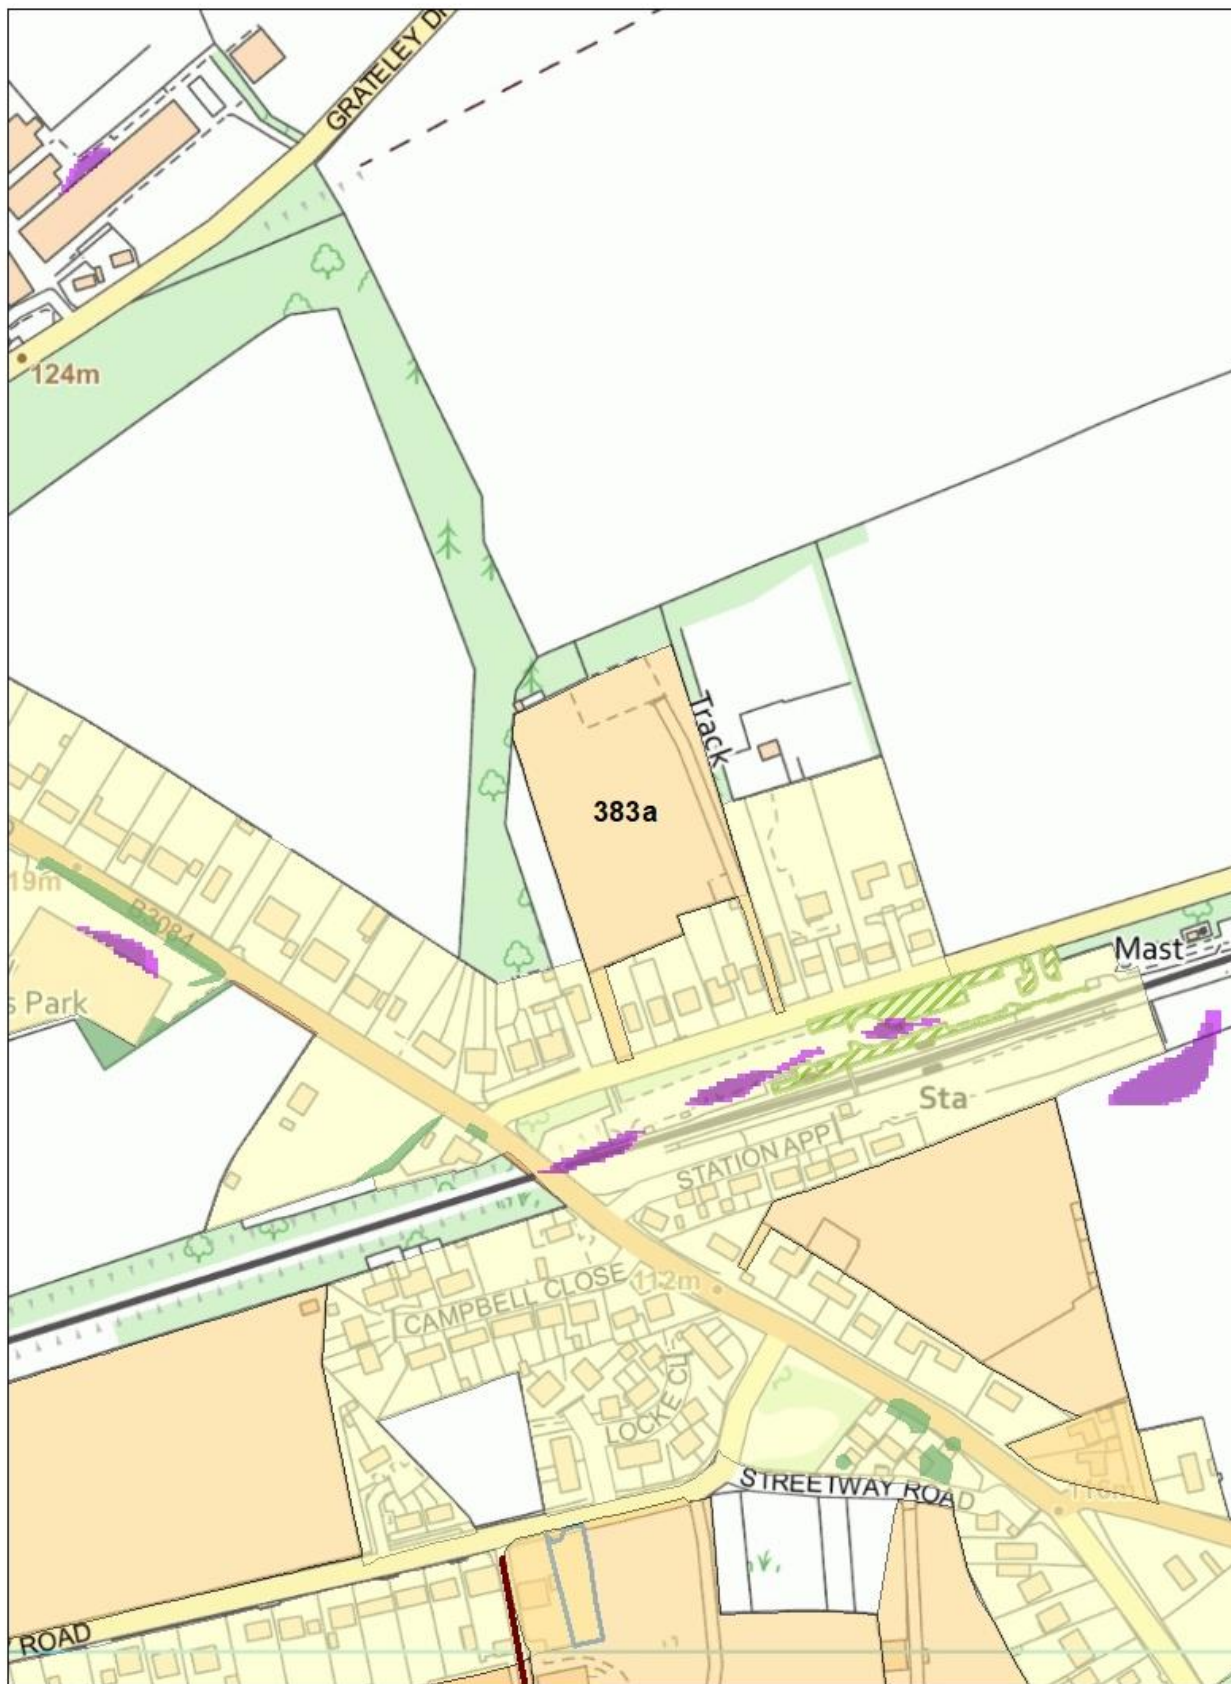 GRATELEY DR
124m
Track
383a
19m
B3084
s Park
Mast
Sta
STATION APP
CAMPBELL CLOSE
112m
LOCKE CL
STREETWAY ROAD
116m
Y ROAD